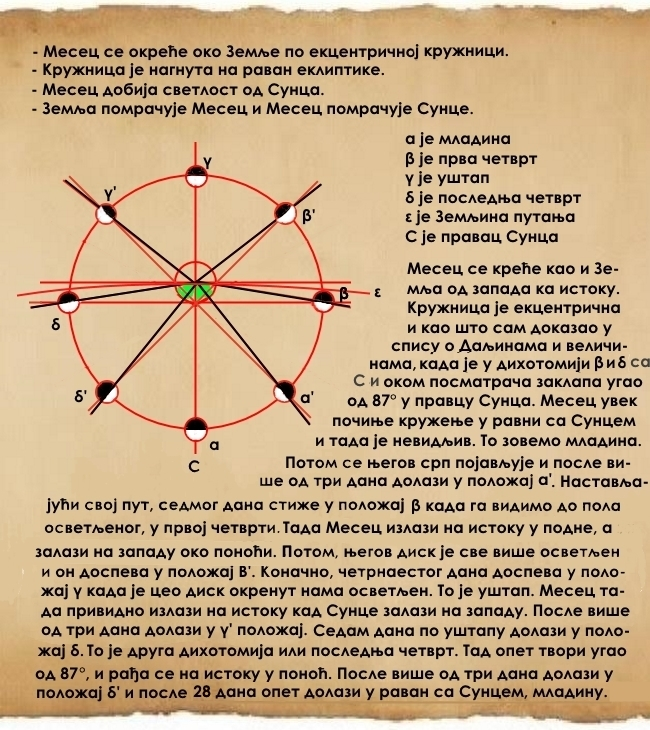 - Месец се окреће око Земље по екцентричној кружници.
- Кружница је нагнута на раван еклиптике.
- Месец добија светлост од Сунца.
- Земља помрачује Месец и Месец помрачује Сунце.
α је младина
β је прва четврт
γ је уштап
δ је последња четврт
ε је Земљина путања
C је правац Сунца
γ
γ'
β'
ε
β
δ
δ'
α'
α
C
Месец се креће као и Зе-
мља од запада ка истоку.
Кружница је екцентрична
и као што сам доказао у
спису о Даљинама и величи-
нама, када је у дихотомији β и δ са
C и оком посматрача заклапа угао
од 87° у правцу Сунца. Месец увек
почиње кружење у равни са Сунцем
и тада је невидљив. То зовемо младина.
Потом се његов срп појављује и после ви-
ше од три дана долази у положај α'. Наставља-
јући свој пут, седмог дана стиже у положај β када га видимо до пола
осветљеног, у првој четврти. Тада Месец излази на истоку у подне, а
залази на западу око поноћи. Потом, његов диск је све више осветљен
и он доспева у положај B'. Коначно, четрнаестог дана доспева у поло-
жај γ када је цео диск окренут нама осветљен. То је уштап. Месец та-
да привидно излази на истоку кад Сунце залази на западу. После више
од три дана долази у γ' положај. Седам дана по уштапу долази у поло-
жај δ. То је друга дихотомија или последња четврт. Тад опет твори угао
од 87°, и рађа се на истоку у поноћ. После више од три дана долази у
положај δ' и после 28 дана опет долази у раван са Сунцем, младину.